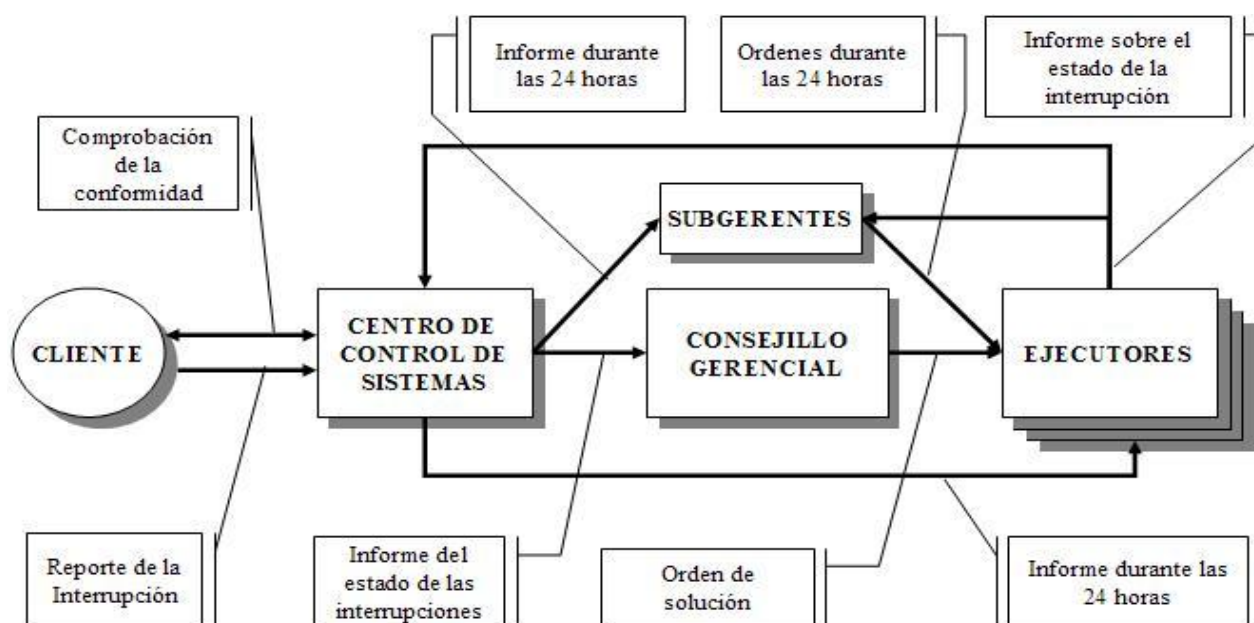 Informe durante
las 24 horas
Ordenes durante
las 24 horas
Informe sobre el
estado de la
interrupción
Comprobación
de la
conformidad
SUBGERENTES
CLIENTE
CENTRO DE
CONTROL DE
SISTEMAS
CONSEJILLO
GERENCIAL
EJECUTORES
Reporte de la
Interrupción
Informe del
estado de las
interrupciones
Orden de
solución
Informe durante las
24 horas